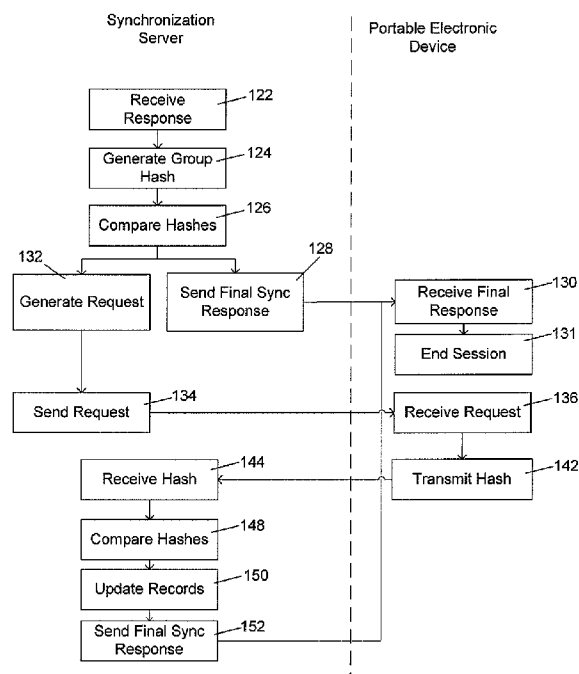 Synchronization
Server
Portable Electronic
Device
Receive
Response
122
Generate Group
Hash
124
Compare Hashes
126
132
Generate Request
128
Send Final Sync
Response
Receive Final
Response
130
End Session
131
Send Request
134
Receive Request
136
Receive Hash
144
Transmit Hash
142
Compare Hashes
148
Update Records
150
Send Final Sync
Response
152